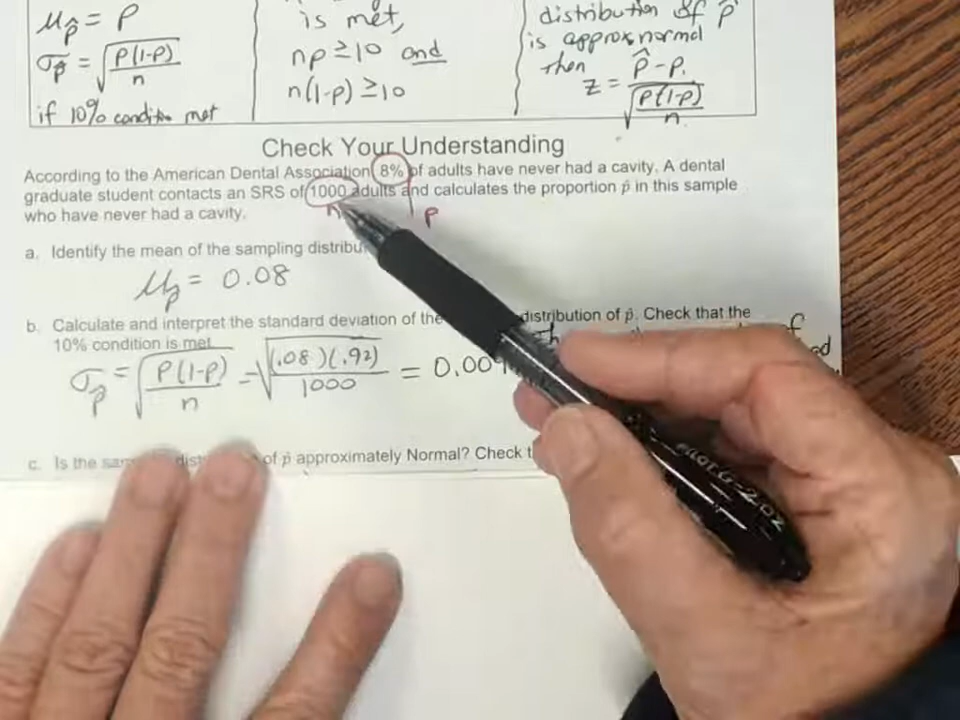 μp̂ = P
σp̂ = √P(1-P)/n
if 10% condition met
is met,
np ≥ 10 and
n(1-p) ≥ 10
distribution of p̂
is approx normal
then z = p̂ - p / √P(1-P)/n
Check Your Understanding
According to the American Dental Association 8% of adults have never had a cavity. A dental
graduate student contacts an SRS of 1000 adults and calculates the proportion p̂ in this sample
who have never had a cavity.
n
p
a. Identify the mean of the sampling
μp̂ = 0.08
b. Calculate and interpret the standard deviation of the distribution of p̂. Check that the
10% condition is met
σp̂ = √P(1-P)/n = √(.08)(.92)/1000 = 0.00
c. Is the of p̂ approximately Normal? Check
PILOT G-2 07